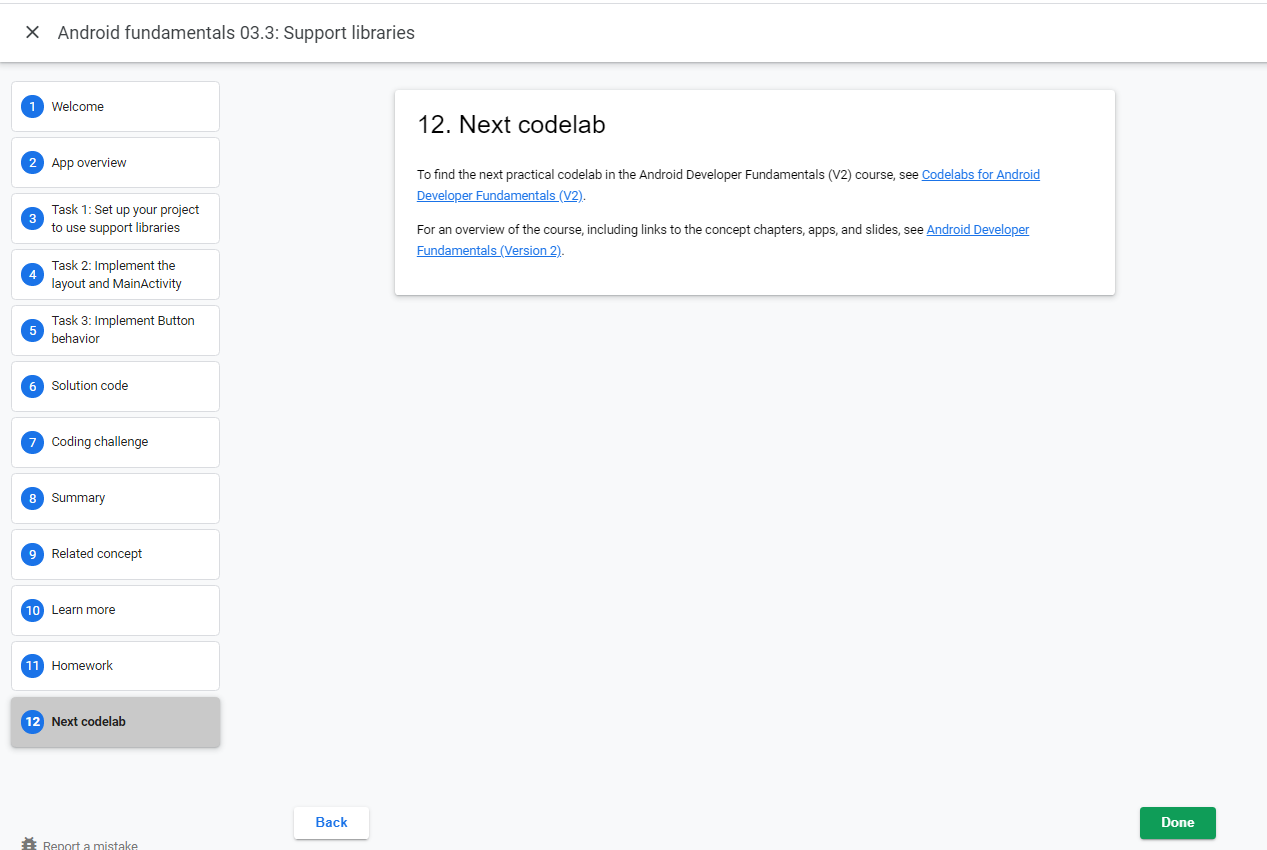 Android fundamentals 03.3: Support libraries
1 Welcome
2 App overview
3 Task 1: Set up your project
to use support libraries
4 Task 2: Implement the
layout and MainActivity
5 Task 3: Implement Button
behavior
6 Solution code
7 Coding challenge
8 Summary
9 Related concept
10 Learn more
11 Homework
12 Next codelab
12. Next codelab
To find the next practical codelab in the Android Developer Fundamentals (V2) course, see Codelabs for Android
Developer Fundamentals (V2).
For an overview of the course, including links to the concept chapters, apps, and slides, see Android Developer
Fundamentals (Version 2).
Back
Done
Report a mistake